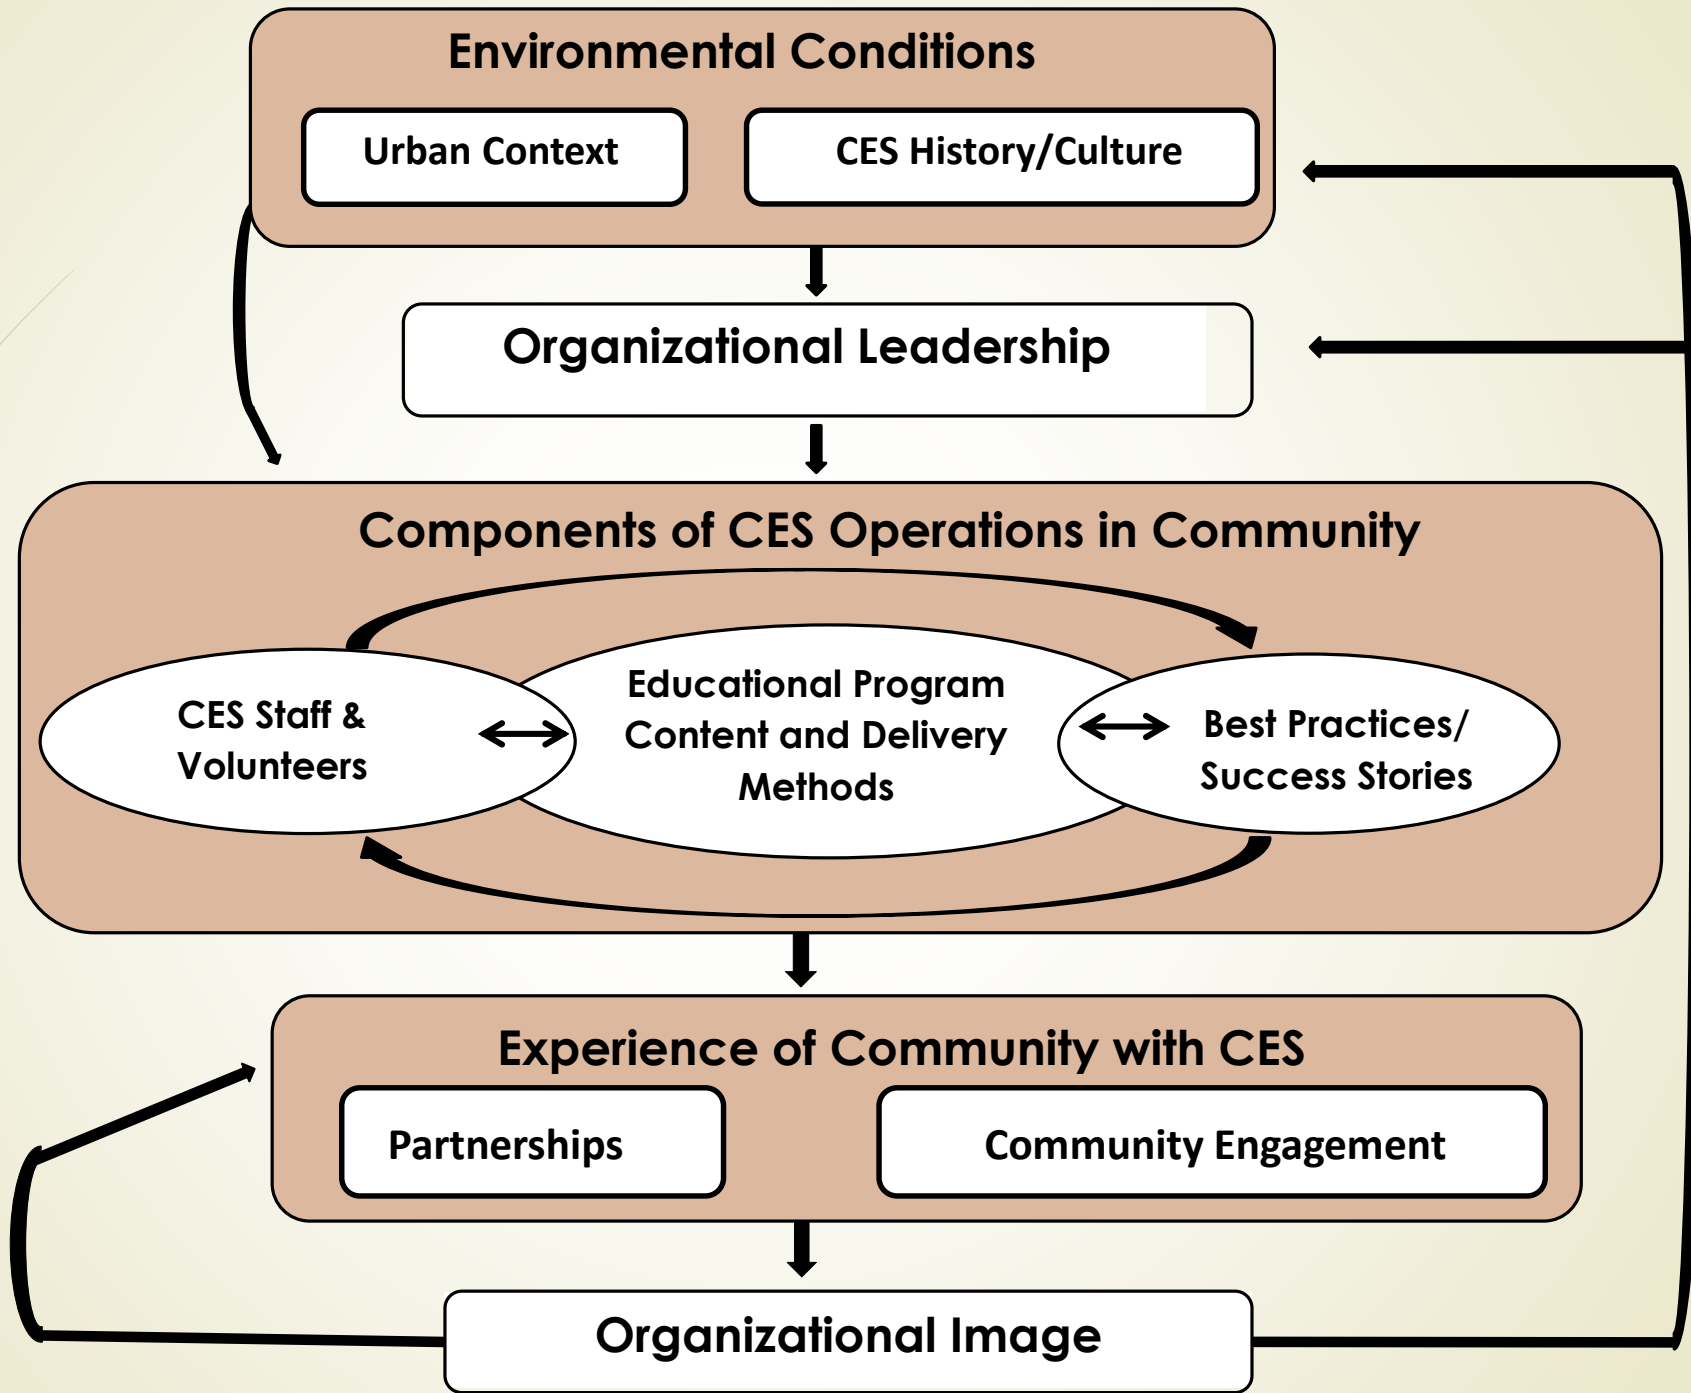 Environmental Conditions
Urban Context
CES History/Culture
Organizational Leadership
Components of CES Operations in Community
CES Staff &
Volunteers
Educational Program
Content and Delivery
Methods
Best Practices/
Success Stories
Experience of Community with CES
Partnerships
Community Engagement
Organizational Image